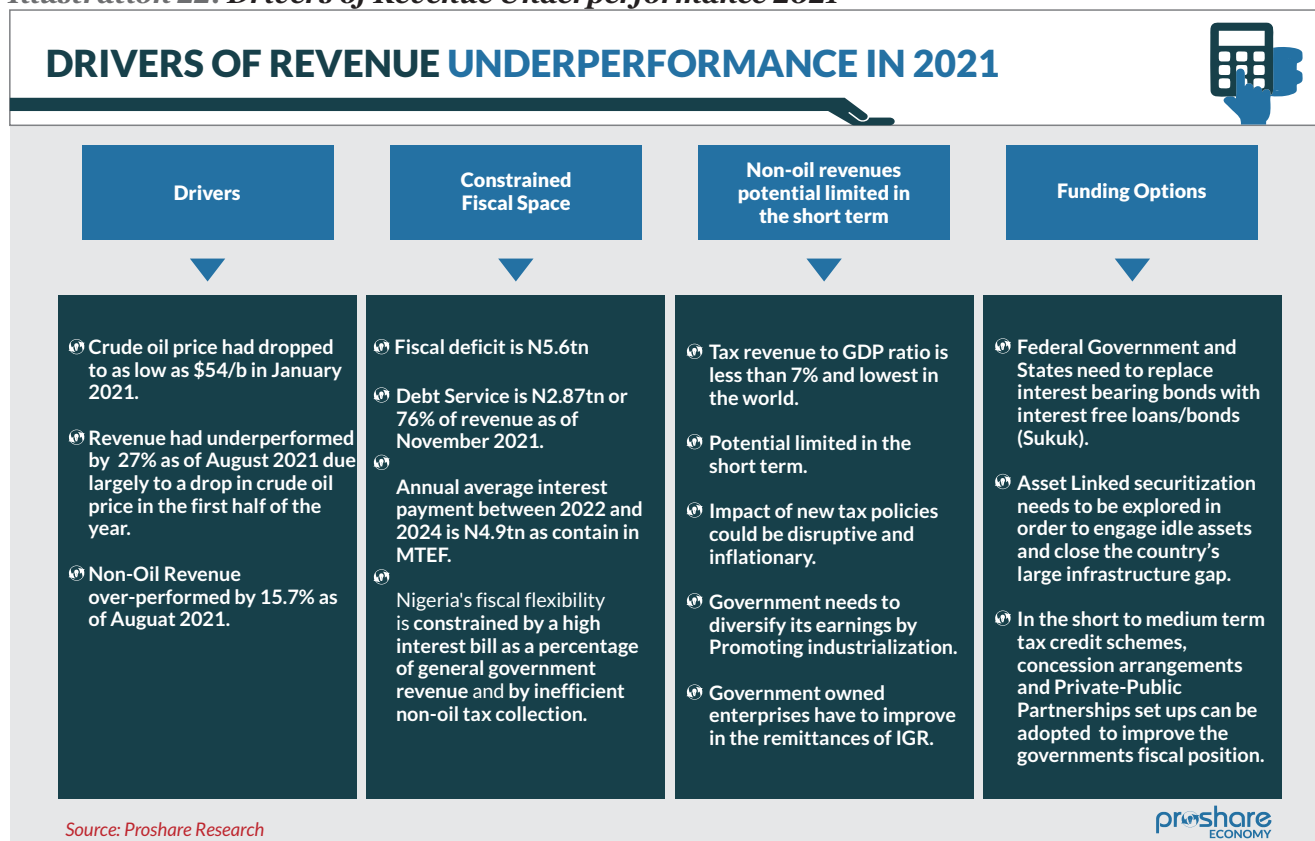 Illustration 22: Drivers of Revenue Underperformance 2021
DRIVERS OF REVENUE UNDERPERFORMANCE IN 2021
Drivers
Crude oil price had dropped
to as low as $54/b in January
2021.
Revenue had underperformed
by 27% as of August 2021 due
largely to a drop in crude oil
price in the first half of the
year.
Non-Oil Revenue
over-performed by 15.7% as
of Auguat 2021.
Constrained
Fiscal Space
Fiscal deficit is N5.6tn
Debt Service is N2.87tn or
76% of revenue as of
November 2021.
Annual average interest
payment between 2022 and
2024 is N4.9tn as contain in
MTEF.
Nigeria's fiscal flexibility
is constrained by a high
interest bill as a percentage
of general government
revenue and by inefficient
non-oil tax collection.
Non-oil revenues
potential limited in
the short term
Tax revenue to GDP ratio is
less than 7% and lowest in
the world.
Potential limited in the
short term.
Impact of new tax policies
could be disruptive and
inflationary.
Government needs to
diversify its earnings by
Promoting industrialization.
Government owned
enterprises have to improve
in the remittances of IGR.
Funding Options
Federal Government and
States need to replace
interest bearing bonds with
interest free loans/bonds
(Sukuk).
Asset Linked securitization
needs to be explored in
order to engage idle assets
and close the country's
large infrastructure gap.
In the short to medium term
tax credit schemes,
concession arrangements
and Private-Public
Partnerships set ups can be
adopted to improve the
governments fiscal position.
Source: Proshare Research
proshare
ECONOMY